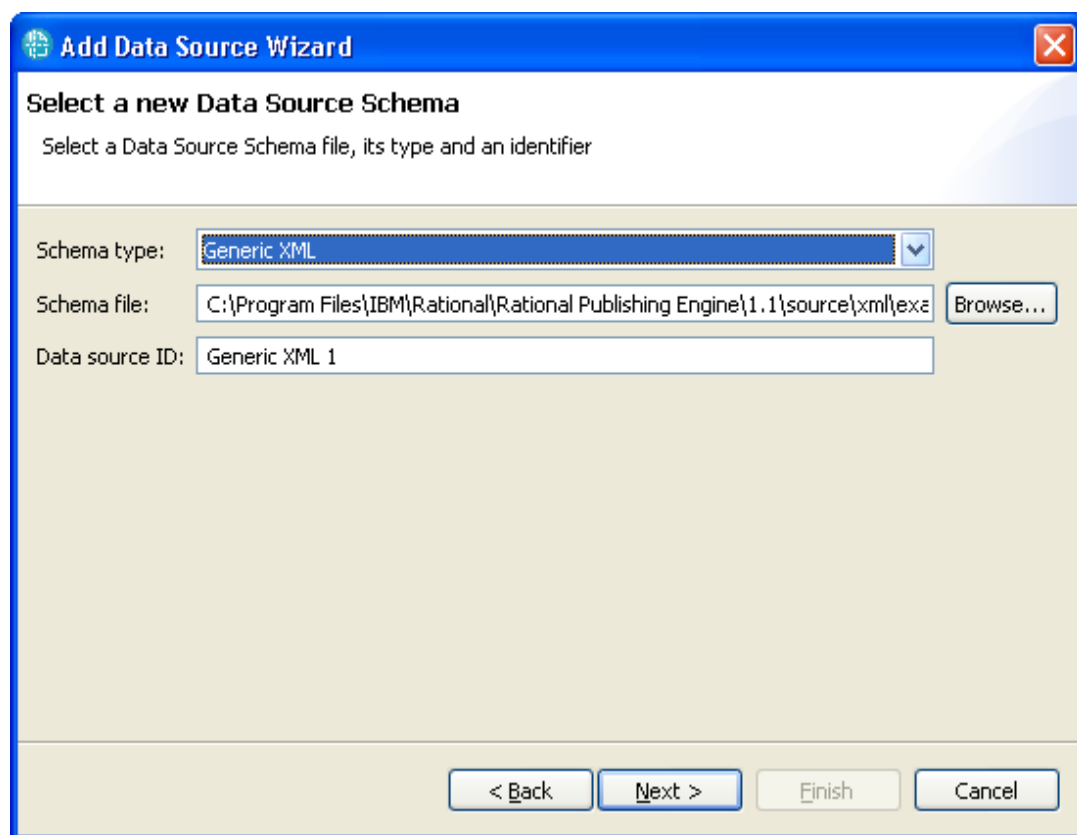 Add Data Source Wizard
Select a new Data Source Schema
Select a Data Source Schema file, its type and an identifier
Schema type: Generic XML
Schema file: C:\Program Files\IBM\Rational\Rational Publishing Engine\1.1\source\xml\exa Browse...
Data source ID: Generic XML 1
< Back Next > Finish Cancel